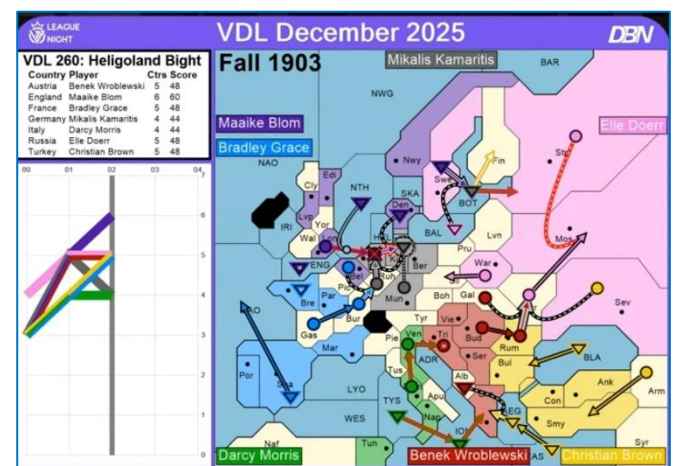 LEAGUE
NIGHT
VDL December 2025
DBN
VDL 260: Heligoland Bight
Country Player Ctrs Score
Austria Benek Wroblewski 5 48
England Maaike Blom 6 60
France Bradley Grace 5 48
Germany Mikalis Kamaritis 4 44
Italy Darcy Morris 4 44
Russia Elle Doerr 5 48
Turkey Christian Brown 5 48
Fall 1903
Mikalis Kamaritis
BAR
NWG
Maaike Blom
Elle Doerr
Bradley Grace
NAO
Nwy
Swe
Fin
00 01 02 03 04 05 06 07
7
6
5
4
3
2
1
0
Cly
Edi
NTH
SKA
BOT
Lvp
Den
IRI
Yor
BAL
Lvn
Mos
Wal
Lon
Pru
ENG
Bel
Ruh
Ber
War
Pic
Sil
Bre
Par
Mun
Boh
Gal
Sev
Bur
Tyr
Vie
Gas
Bud
Rum
Mar
Pie
Ven
Tri
BLA
ADR
Ser
Bul
Por
Tus
Ank
Arm
LYO
Alb
Con
Apu
Smy
TYS
Nap
AEG
WES
ION
Syr
Naf
Tun
Darcy Morris
Benek Wroblewski
Christian Brown